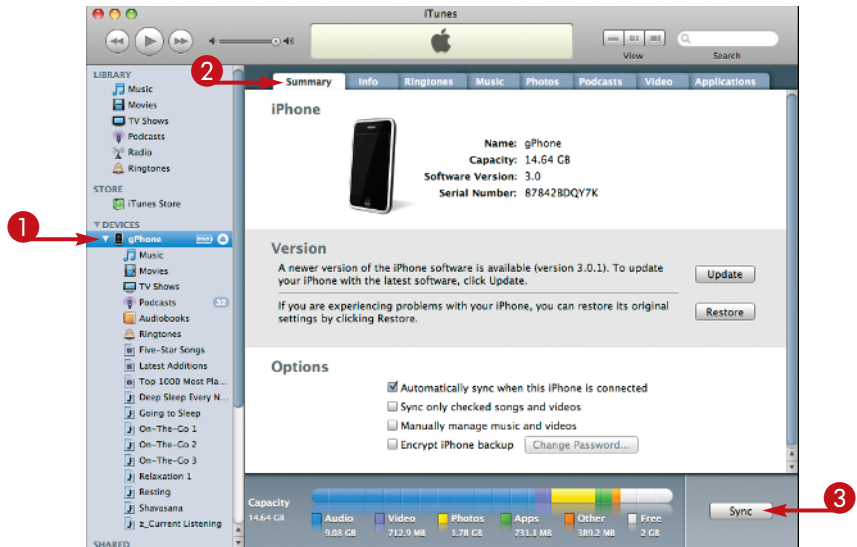 iTunes
View
Search
1
2
3
LIBRARY
Music
Movies
TV Shows
Podcasts
Radio
Ringtones
STORE
iTunes Store
DEVICES
gPhone
Music
Movies
TV Shows
Podcasts 32
Audiobooks
Ringtones
Five-Star Songs
Latest Additions
Top 1000 Most Pla...
Deep Sleep Every N...
Going to Sleep
On-The-Go 1
On-The-Go 2
On-The-Go 3
Relaxation 1
Resting
Shavasana
z_Current Listening
SHARED
Summary Info Ringtones Music Photos Podcasts Video Applications
iPhone
Name: gPhone
Capacity: 14.64 GB
Software Version: 3.0
Serial Number: 87842BDQY7K
Version
A newer version of the iPhone software is available (version 3.0.1). To update
your iPhone with the latest software, click Update.
Update
If you are experiencing problems with your iPhone, you can restore its original
settings by clicking Restore.
Restore
Options
Automatically sync when this iPhone is connected
Sync only checked songs and videos
Manually manage music and videos
Encrypt iPhone backup Change Password...
Capacity
14.64 GB
Audio Video Photos Apps Other Free
9.03 GB 712.9 MB 1.78 GB 731.1 MB 389.2 MB 2 GB
Sync